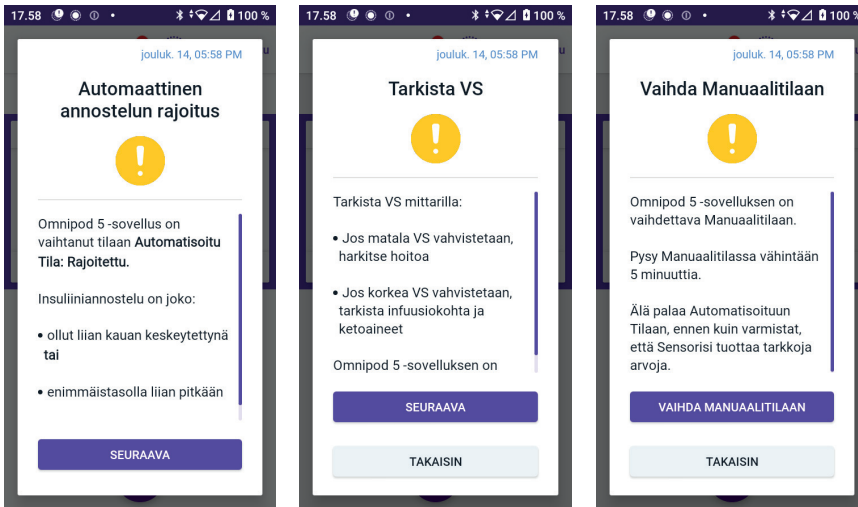 17.58 100 %
jouluk. 14, 05:58 PM
Automaattinen
annostelun rajoitus
Omnipod 5 -sovellus on
vaihtanut tilaan Automatisoitu
Tila: Rajoitettu.
Insuliiniannostelu on joko:
• ollut liian kauan keskeytettynä
tai
• enimmäistasolla liian pitkään
SEURAAVA
17.58 100 %
jouluk. 14, 05:58 PM
Tarkista VS
Tarkista VS mittarilla:
• Jos matala VS vahvistetaan,
harkitse hoitoa
• Jos korkea VS vahvistetaan,
tarkista infuusiokohta ja
ketoaineet
Omnipod 5 -sovelluksen on
SEURAAVA
TAKAISIN
17.58 100 %
jouluk. 14, 05:58 PM
Vaihda Manuaalitilaan
Omnipod 5 -sovelluksen on
vaihdettava Manuaalitilaan.
Pysy Manuaalitilassa vähintään
5 minuuttia.
Älä palaa Automatisoituun
Tilaan, ennen kuin varmistat,
että Sensorisi tuottaa tarkkoja
arvoja.
VAIHDA MANUAALITILAAN
TAKAISIN